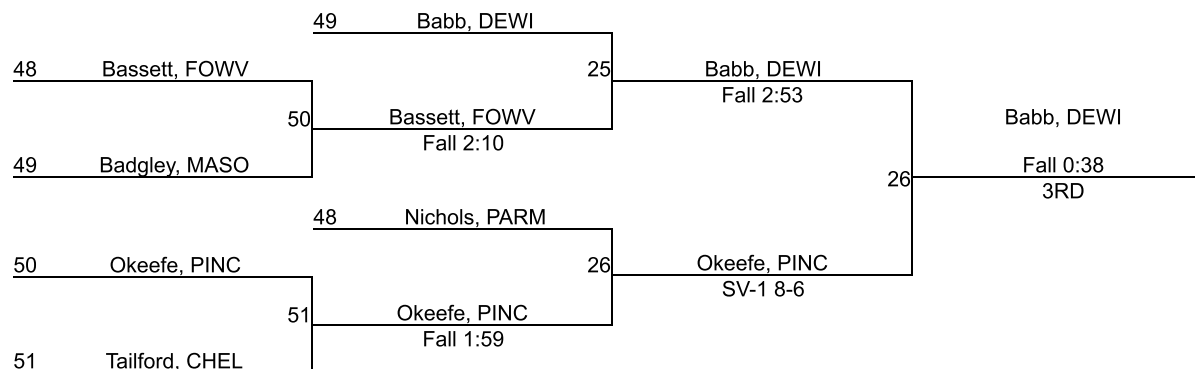 49 Babb, DEWI
48 Bassett, FOWV
25 Babb, DEWI
Fall 2:53
50 Bassett, FOWV
Fall 2:10
Babb, DEWI
49 Badgley, MASO
26 Fall 0:38
3RD
48 Nichols, PARM
50 Okeefe, PINC
26 Okeefe, PINC
SV-1 8-6
51 Okeefe, PINC
Fall 1:59
51 Tailford, CHEL